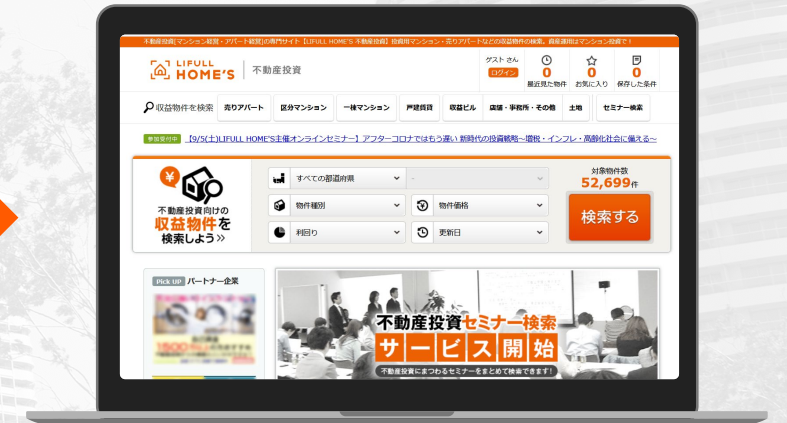 不動産投資[マンション経営・アパート経営]の専門サイト【LIFULL HOME'S 不動産投資】投資用マンション・売りアパートなどの収益物件の検索。資産運用はマンション投資で!
LIFULL
HOME'S
不動産投資
ゲスト さん
ログイン
0
最近見た物件
0
お気に入り
0
保存した条件
収益物件を検索 売りアパート 区分マンション 一棟マンション 戸建賃貸 収益ビル 店舗・事務所・その他 土地 セミナー検索
参加受付中 【9/5(土)LIFULL HOME'S主催オンラインセミナー】アフターコロナではもう遅い 新時代の投資戦略~増税・インフレ・高齢化社会に備える~
不動産投資向けの
収益物件を
検索しよう»
すべての都道府県 -
物件種別 物件価格
利回り 更新日
対象物件数
52,699件
検索する
Pick UP パートナー企業
不動産投資セミナー検索
サービス開始
不動産投資にまつわるセミナーをまとめて検索できます!